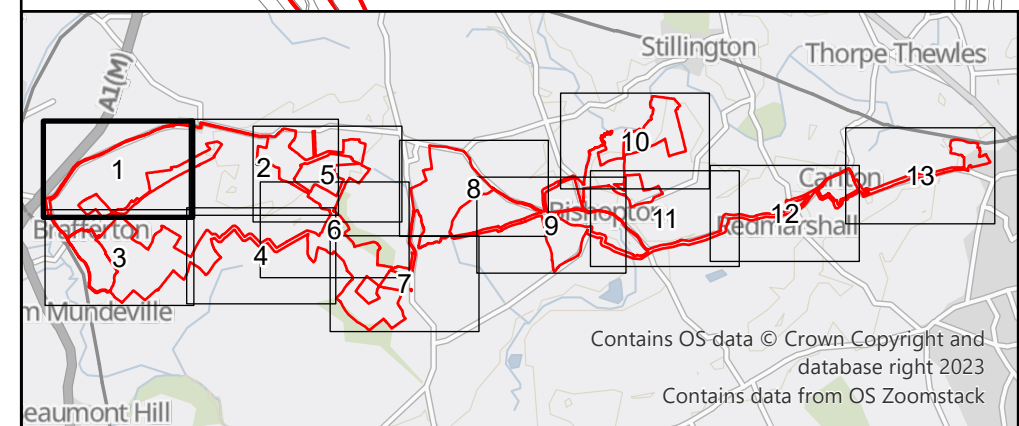 Stillington
Thorpe Thewles
A1(M)
10
1
2
5
13
Carlton
8
Bishopton
11
12
Redmarshall
9
Brafferton
6
3
4
7
m Mundeville
Contains OS data © Crown Copyright and
database right 2023
Contains data from OS Zoomstack
eaumont Hill